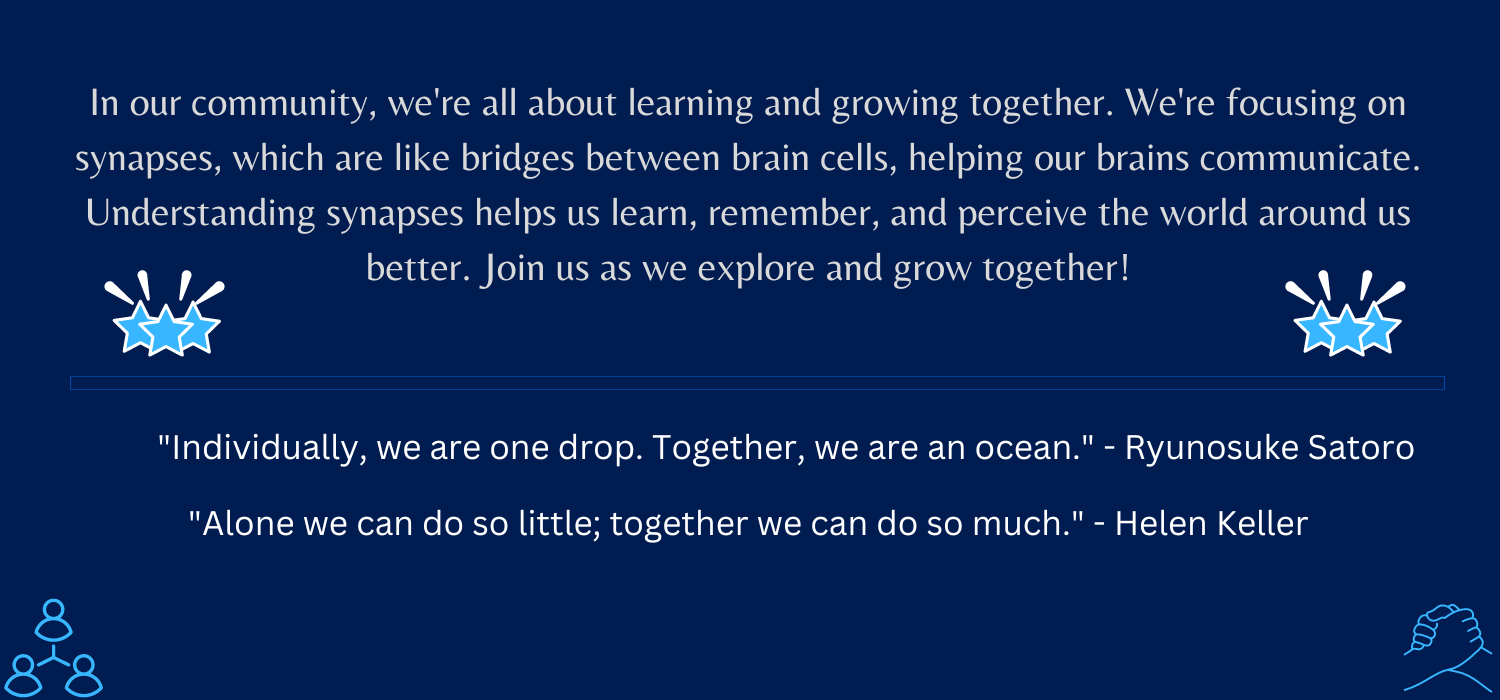 In our community, we're all about learning and growing together. We're focusing on
synapses, which are like bridges between brain cells, helping our brains communicate.
Understanding synapses helps us learn, remember, and perceive the world around us
better. Join us as we explore and grow together!
"Individually, we are one drop. Together, we are an ocean." - Ryunosuke Satoro
"Alone we can do so little; together we can do so much." - Helen Keller